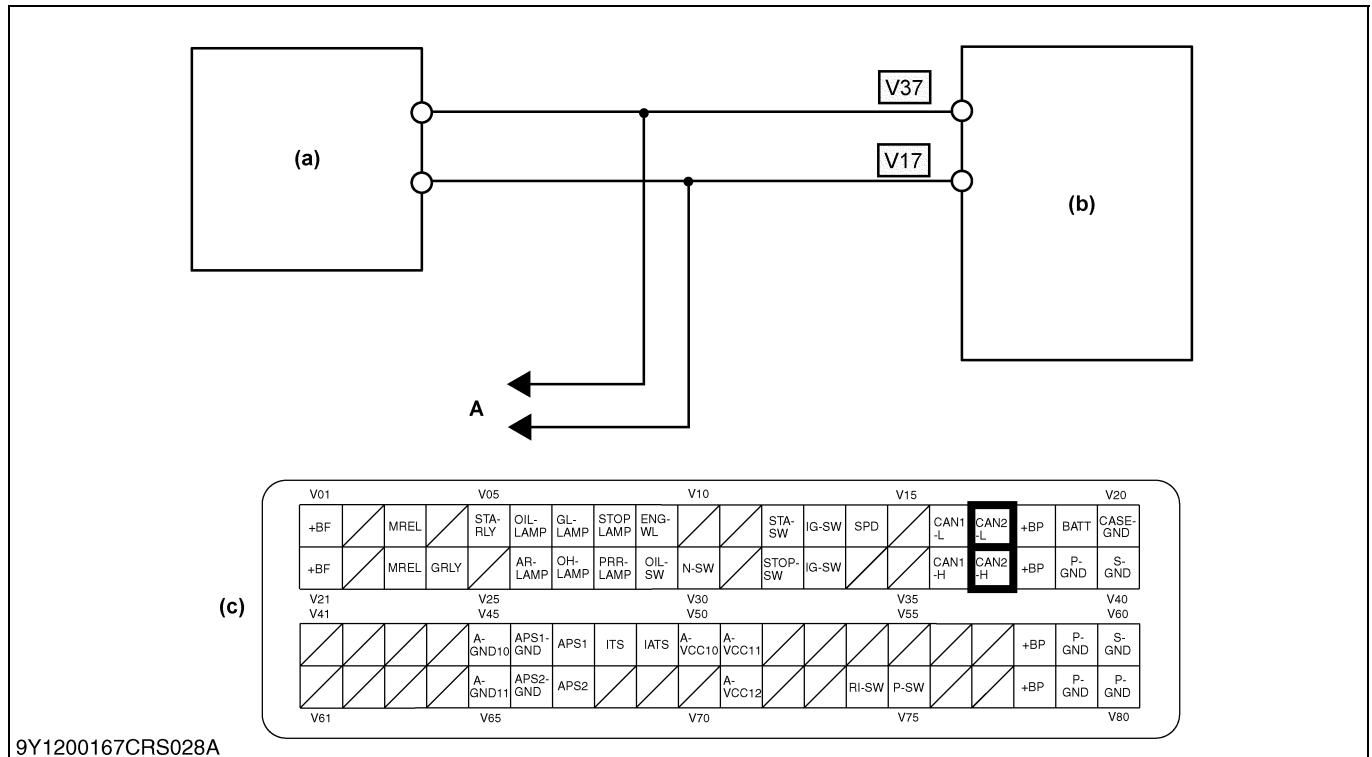 V37
(a)
V17
(b)
A
V01 V05 V10 V15 V20
+BF MREL STA-RLY OIL-LAMP GL-LAMP STOP LAMP ENG-WL STA-SW IG-SW SPD CAN1-L CAN2-L +BP BATT CASE-GND
+BF MREL GRLY AR-LAMP OH-LAMP PRR-LAMP OIL-SW N-SW STOP-SW IG-SW CAN1-H CAN2-H +BP P-GND S-GND
(c)
V21 V25 V30 V35 V40
V41 V45 V50 V55 V60
A-GND10 APS1-GND APS1 ITS IATS A-VCC10 A-VCC11 +BP P-GND S-GND
A-GND11 APS2-GND APS2 A-VCC12 RI-SW P-SW +BP P-GND P-GND
V61 V65 V70 V75 V80
9Y1200167CRS028A